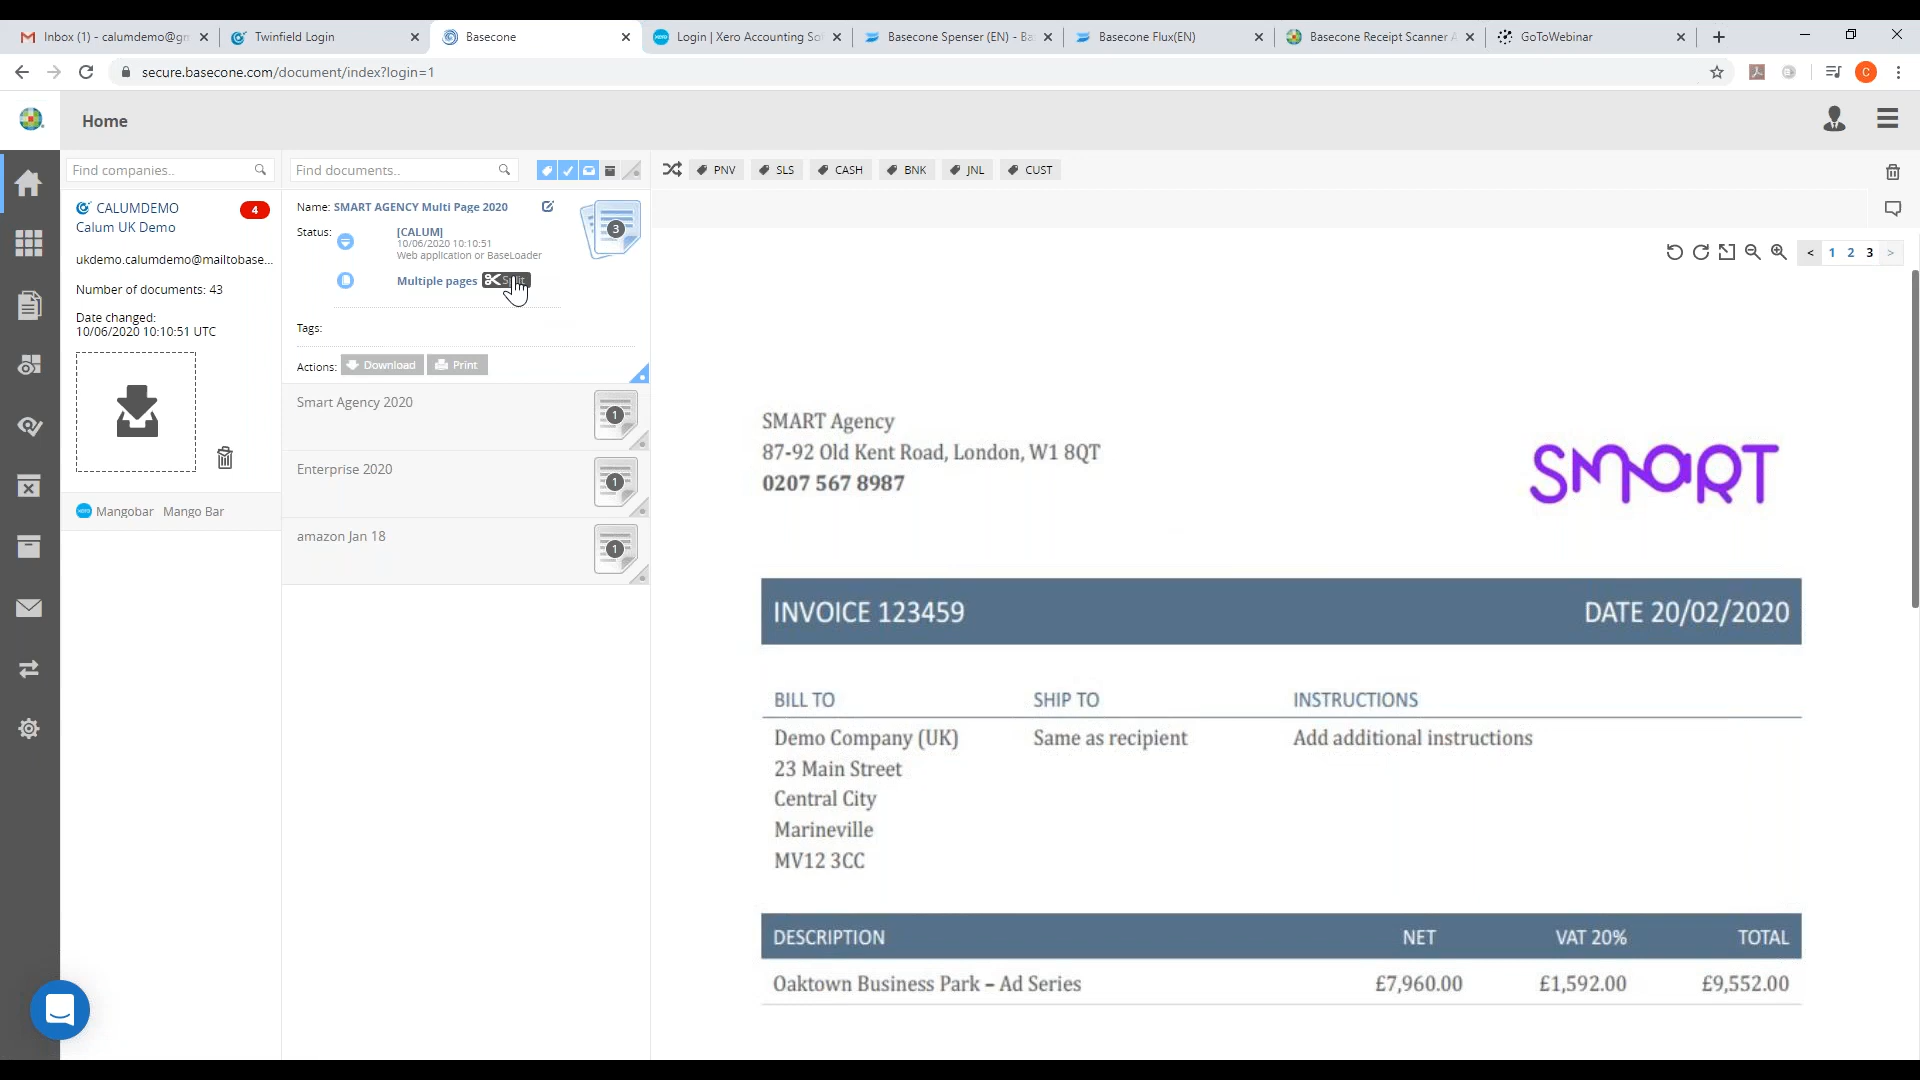 Inbox (1) - calumdemo@gm
Twinfield Login
Basecone
Login | Xero Accounting So
Basecone Spenser (EN) - Ba
Basecone Flux(EN)
Basecone Receipt Scanner A
GoToWebinar
secure.basecone.com/document/index?login=1
C
Home
Find companies..
Find documents..
PNV
SLS
CASH
BNK
JNL
CUST
CALUMDEMO
4
Calum UK Demo
ukdemo.calumdemo@mailtobase...
Number of documents: 43
Date changed:
10/06/2020 10:10:51 UTC
xero
Mangobar Mango Bar
Name: SMART AGENCY Multi Page 2020
3
Status:
[CALUM]
10/06/2020 10:10:51
Web application or BaseLoader
Multiple pages
Split
Tags:
Actions:
Download
Print
Smart Agency 2020
1
Enterprise 2020
1
amazon Jan 18
1
< 1 2 3 >
SMART Agency
87-92 Old Kent Road, London, W1 8QT
0207 567 8987
SMART
INVOICE 123459
DATE 20/02/2020
BILL TO
SHIP TO
INSTRUCTIONS
Demo Company (UK)
Same as recipient
Add additional instructions
23 Main Street
Central City
Marineville
MV12 3CC
DESCRIPTION
NET
VAT 20%
TOTAL
Oaktown Business Park – Ad Series
£7,960.00
£1,592.00
£9,552.00